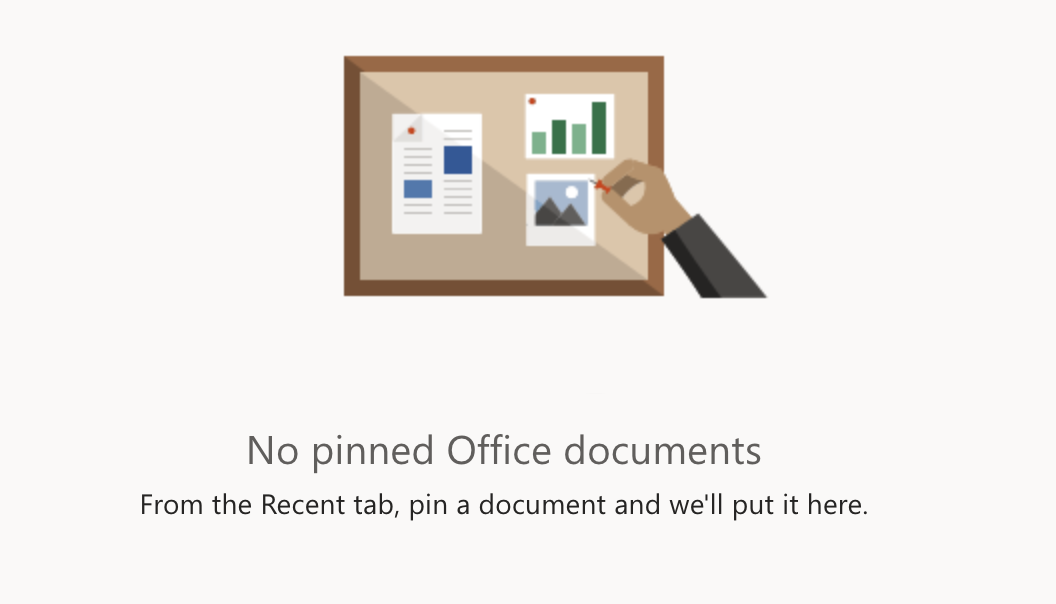 No pinned Office documents
From the Recent tab, pin a document and we'll put it here.